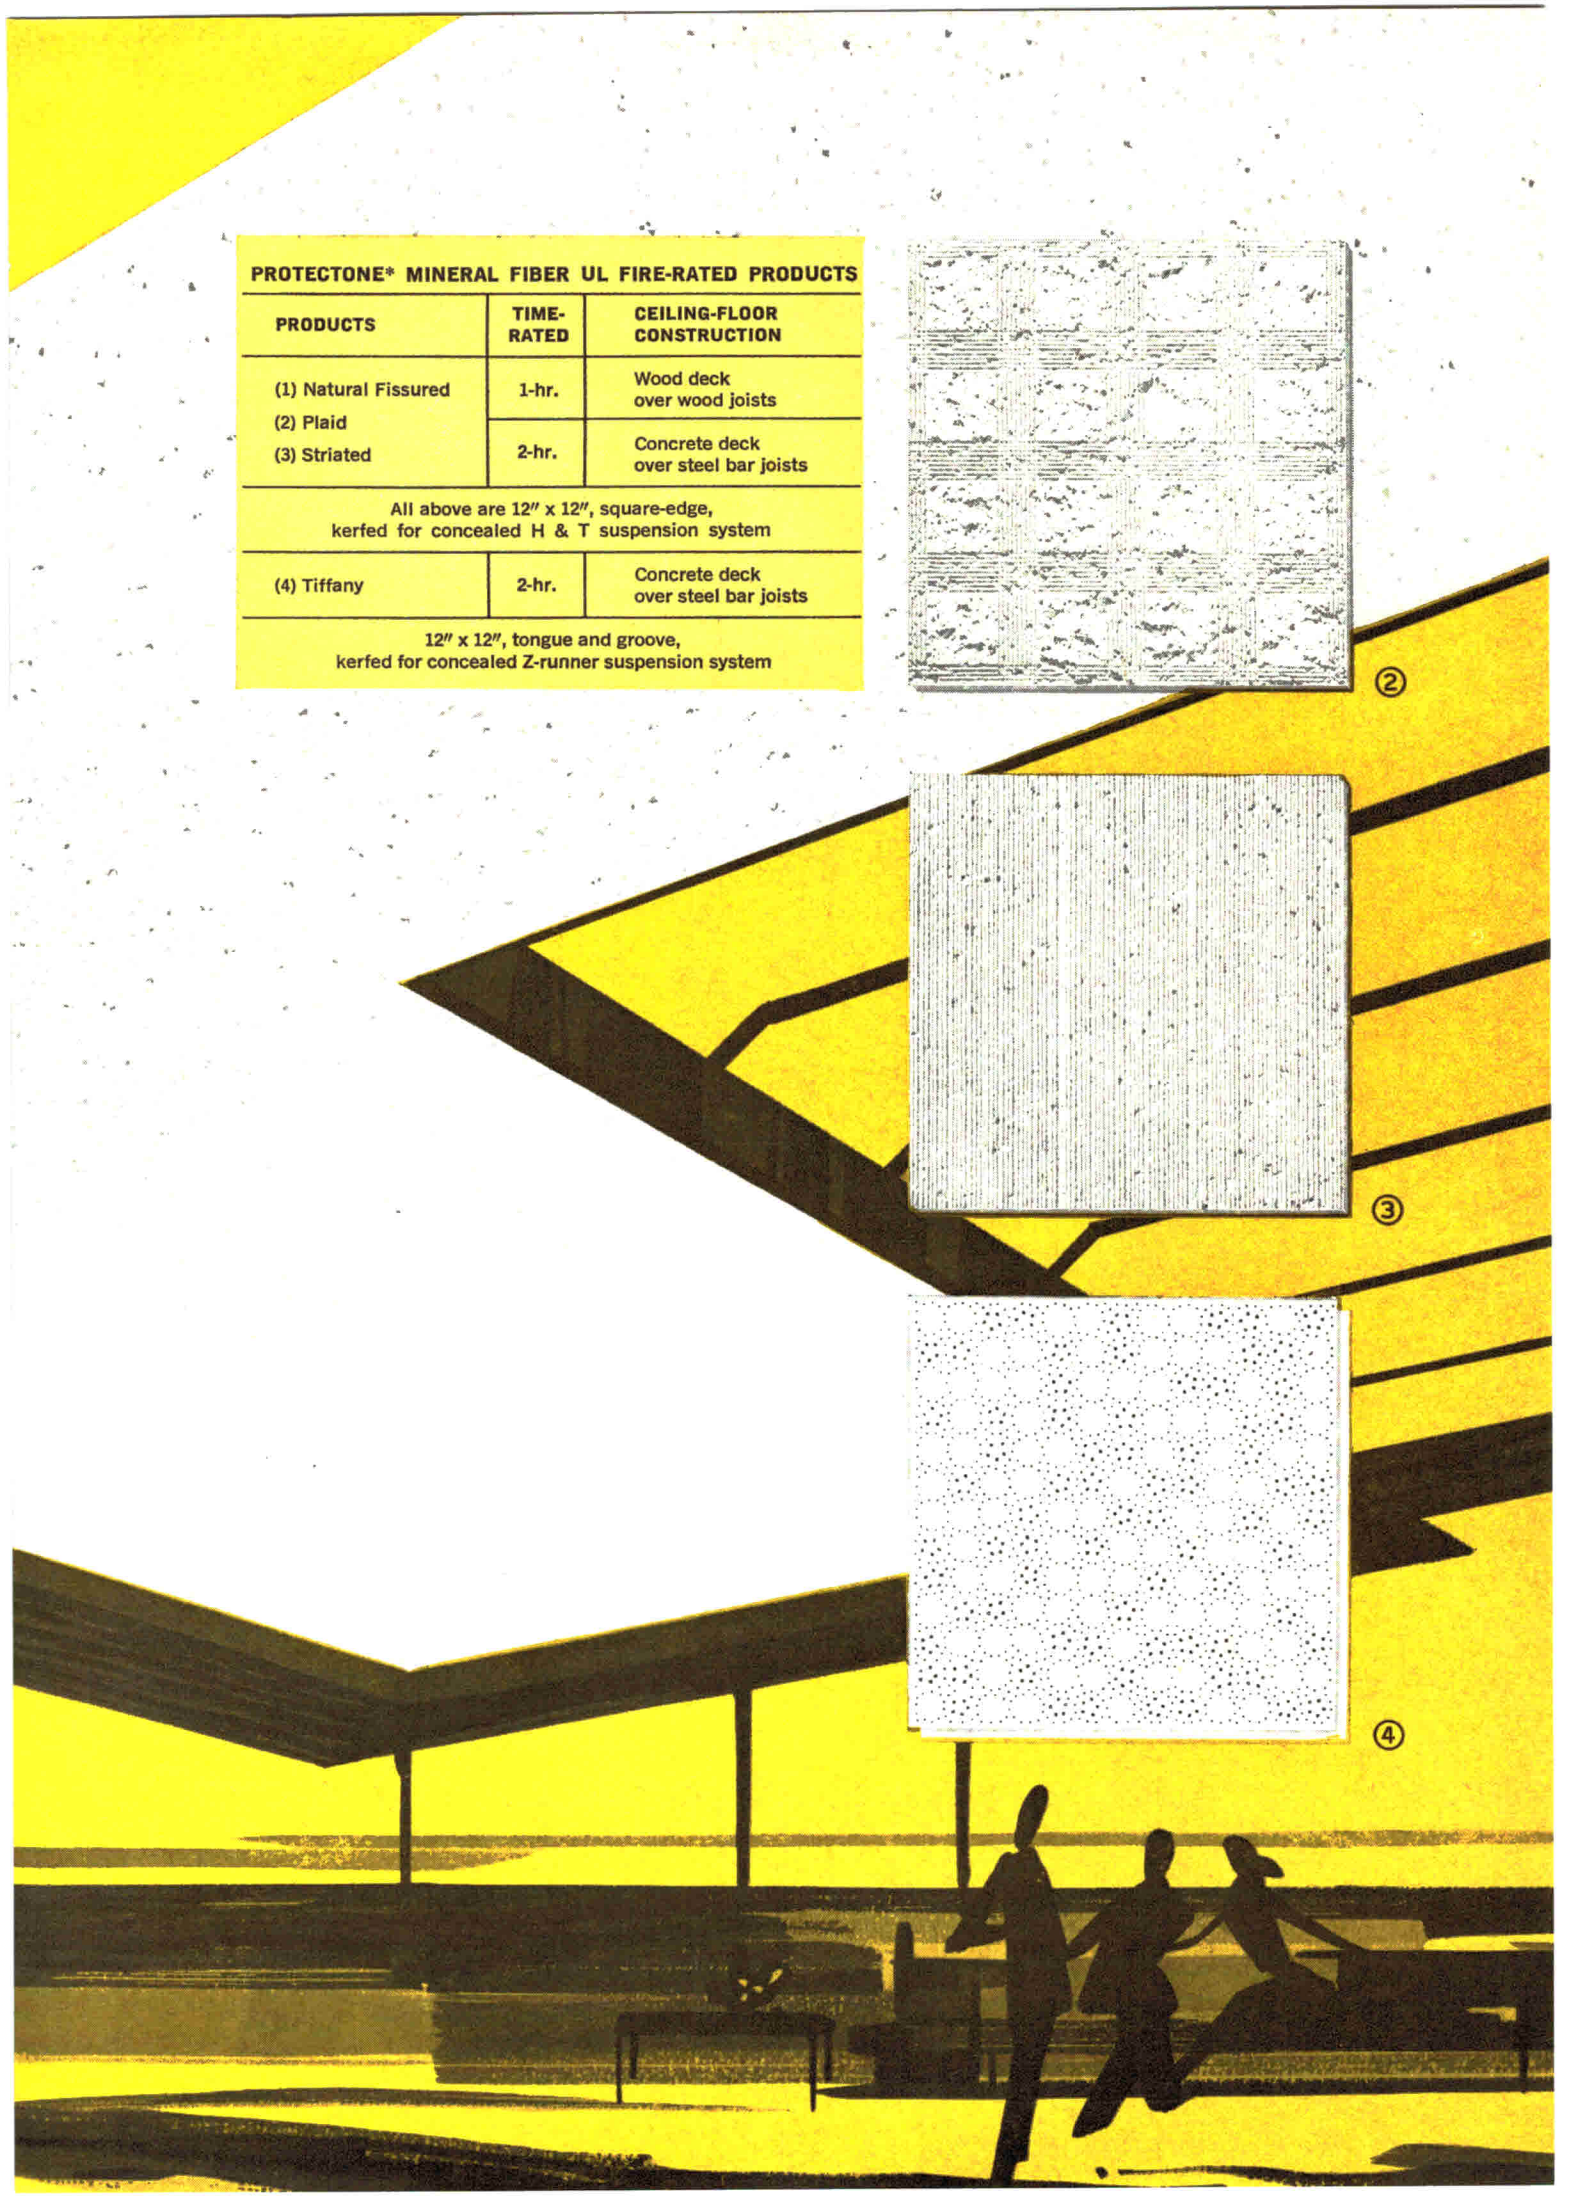 PROTECTONE* MINERAL FIBER UL FIRE-RATED PRODUCTS
PRODUCTS
TIME-
RATED
CEILING-FLOOR
CONSTRUCTION
(1) Natural Fissured
(2) Plaid
(3) Striated
1-hr.
Wood deck
over wood joists
2-hr.
Concrete deck
over steel bar joists
All above are 12″ x 12″, square-edge,
kerfed for concealed H & T suspension system
(4) Tiffany
2-hr.
Concrete deck
over steel bar joists
12″ x 12″, tongue and groove,
kerfed for concealed Z-runner suspension system
②
③
④